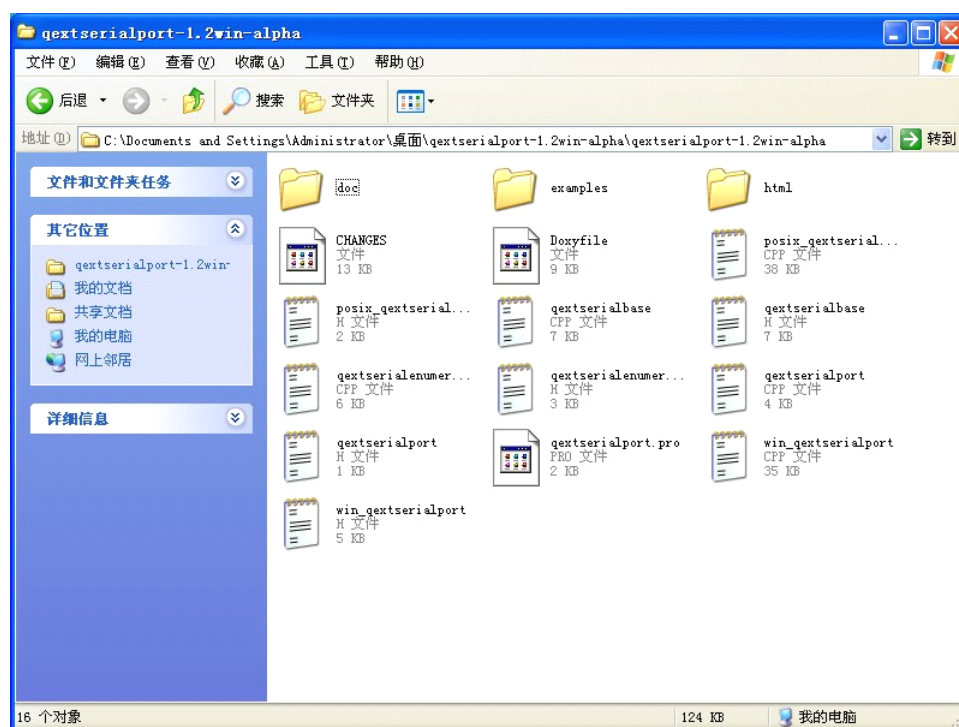 qextserialport-1.2win-alpha
文件(F) 编辑(E) 查看(V) 收藏(A) 工具(T) 帮助(H)
后退 搜索 文件夹
地址(D) C:\Documents and Settings\Administrator\桌面\qextserialport-1.2win-alpha\qextserialport-1.2win-alpha 转到
文件和文件夹任务
其它位置
qextserialport-1.2win-
我的文档
共享文档
我的电脑
网上邻居
详细信息
doc
examples
html
CHANGES
文件
13 KB
Doxyfile
文件
9 KB
posix_qextserial...
CPP 文件
38 KB
posix_qextserial...
H 文件
2 KB
qextserialbase
CPP 文件
7 KB
qextserialbase
H 文件
7 KB
qextserialenumer...
CPP 文件
6 KB
qextserialenumer...
H 文件
3 KB
qextserialport
CPP 文件
4 KB
qextserialport
H 文件
1 KB
qextserialport.pro
PRO 文件
2 KB
win_qextserialport
CPP 文件
35 KB
win_qextserialport
H 文件
5 KB
16 个对象 124 KB 我的电脑